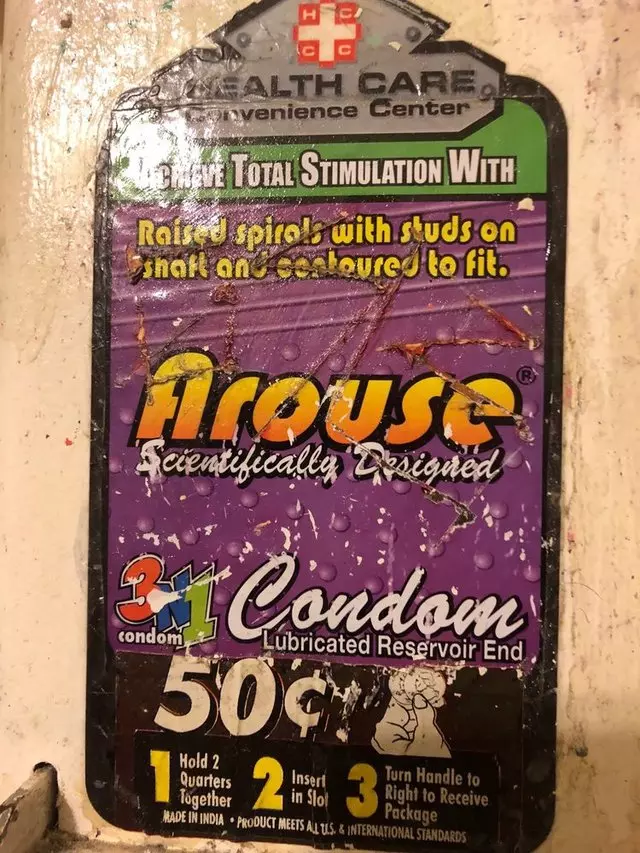 HC
CC
HEALTH CARE
Convenience Center
ACHIEVE TOTAL STIMULATION WITH
Raised spirals with studs on
shaft and contoured to fit.
Arouse®
Scientifically Designed
3N1
condom
Condom
Lubricated Reservoir End
50¢
1 Hold 2
Quarters
Together
2 Insert
in Slot
3 Turn Handle to
Right to Receive
Package
MADE IN INDIA • PRODUCT MEETS ALL U.S. & INTERNATIONAL STANDARDS